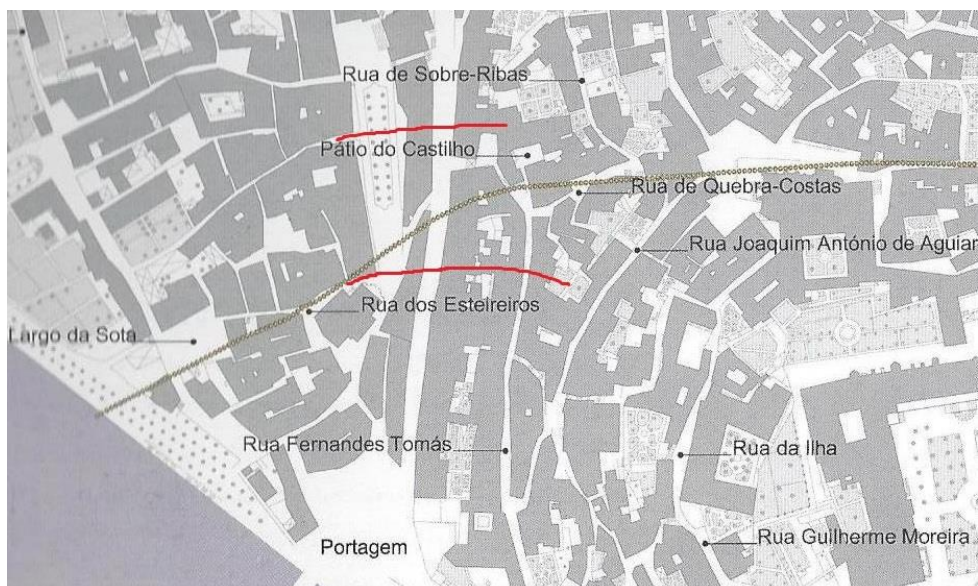 Rua de Sobre-Ribas
Pátio do Castilho
Rua de Quebra-Costas
Rua Joaquim António de Aguiar
Rua dos Esteireiros
Largo da Sota
Rua Fernandes Tomás
Rua da Ilha
Rua Guilherme Moreira
Portagem